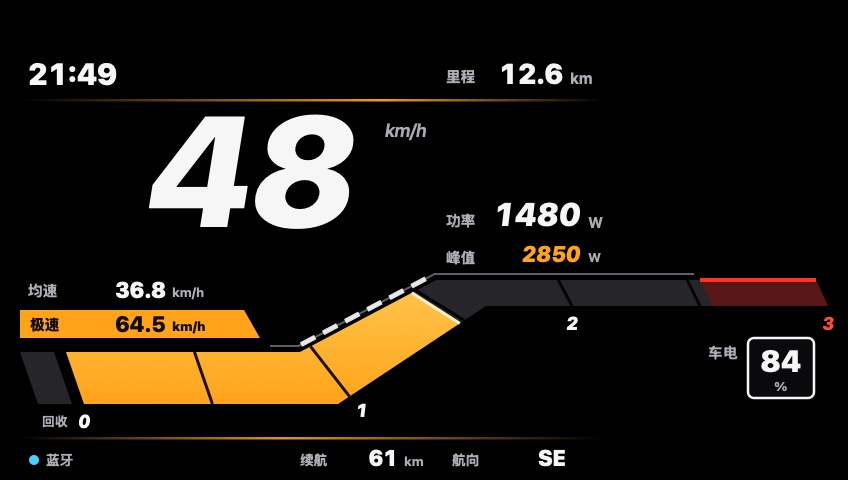 21:49 里程 12.6 km
48 km/h
功率 1480 W
峰值 2850 W
均速 36.8 km/h
极速 64.5 km/h
2
3
车电 84 %
1
回收 0
蓝牙 续航 61 km 航向 SE